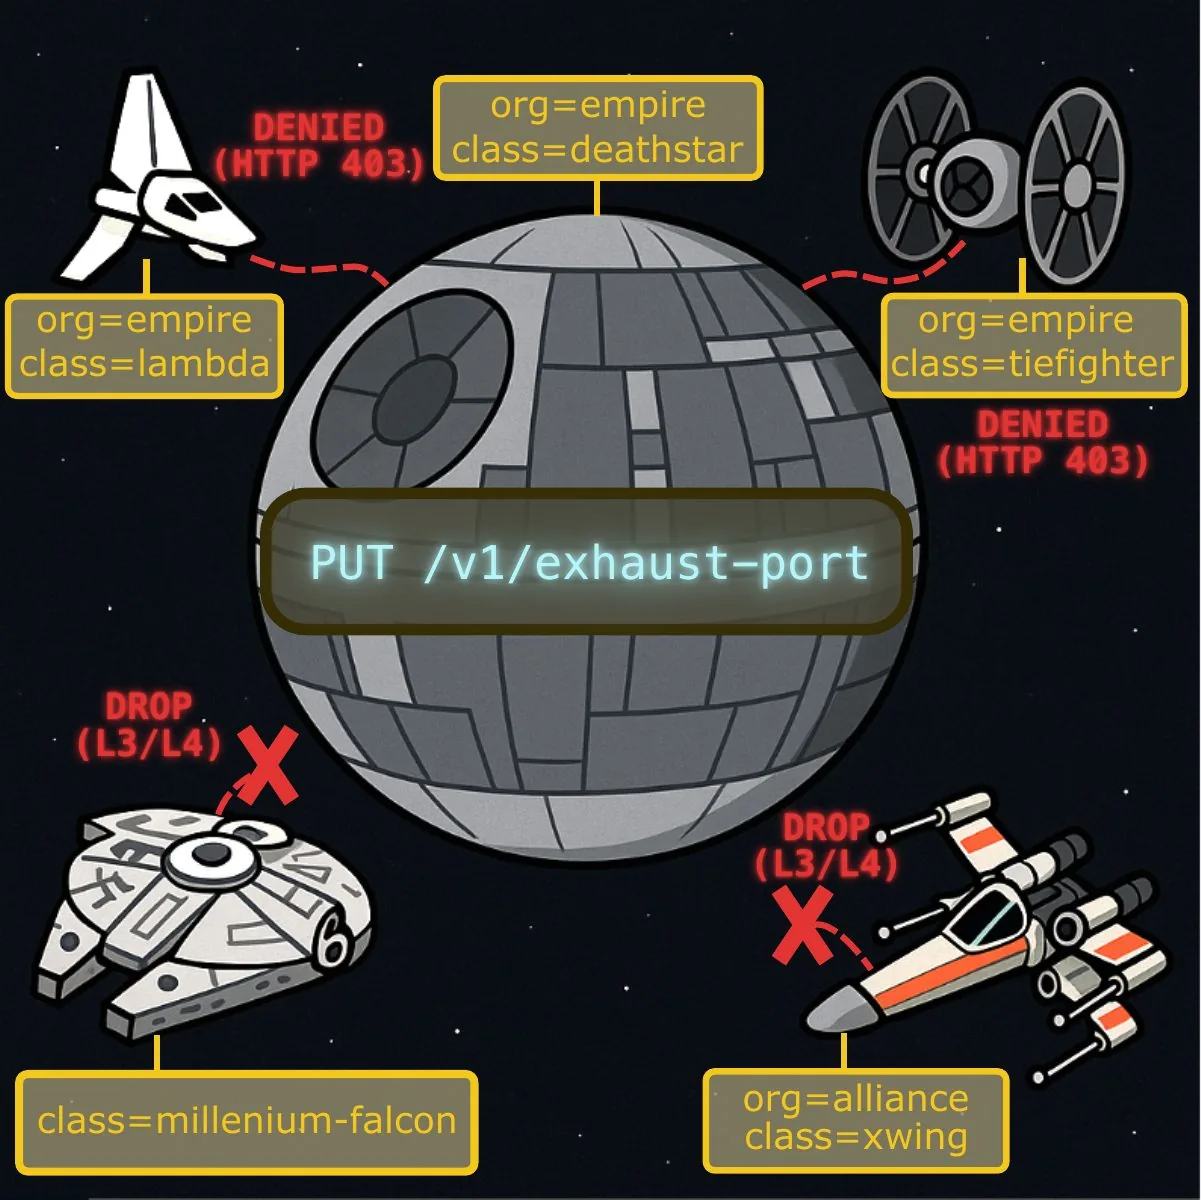 DENIED
(HTTP 403)
org=empire
class=deathstar
org=empire
class=lambda
org=empire
class=tiefighter
DENIED
(HTTP 403)
PUT /v1/exhaust-port
DROP
(L3/L4)
DROP
(L3/L4)
class=millenium-falcon
org=alliance
class=xwing